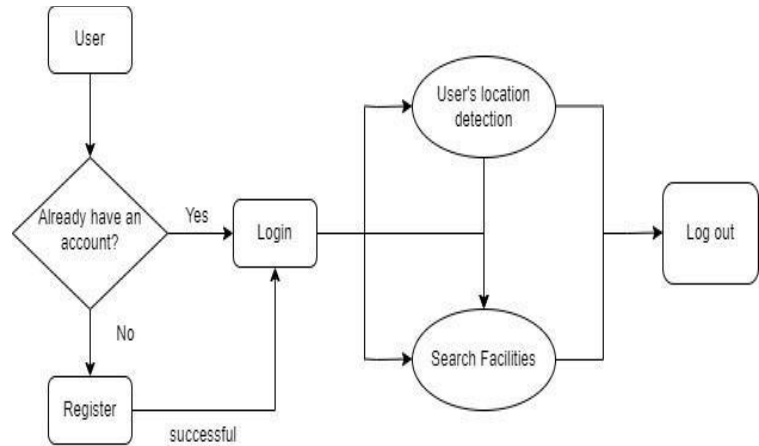 User
User's location
detection
Already have an
account?
Yes
Login
Log out
No
Search Facilities
Register
successful